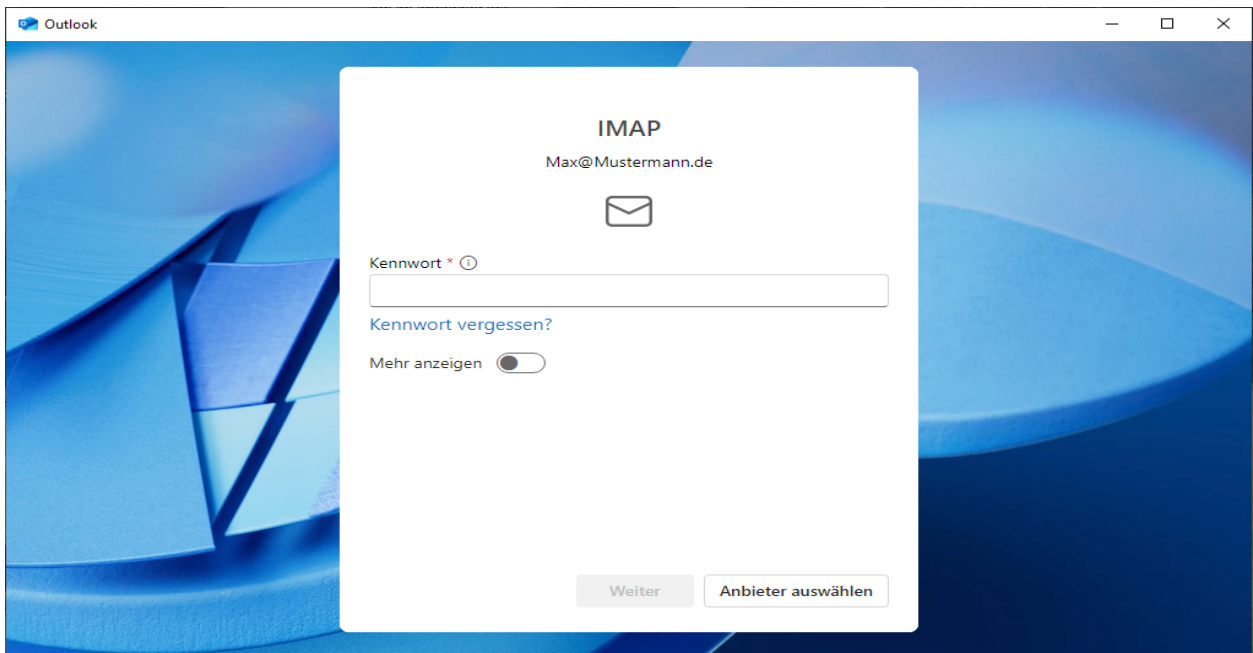 Outlook
IMAP
Max@Mustermann.de
Kennwort *
Kennwort vergessen?
Mehr anzeigen
Weiter
Anbieter auswählen